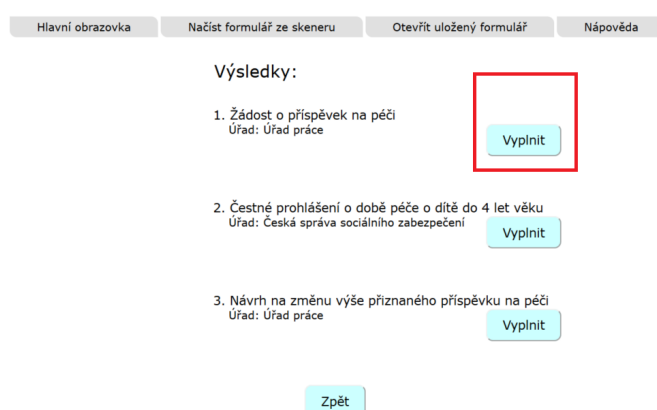 Hlavní obrazovka
Načíst formulář ze skeneru
Otevřít uložený formulář
Nápověda
Výsledky:
1. Žádost o příspěvek na péči
Úřad: Úřad práce
Vyplnit
2. Čestné prohlášení o době péče o dítě do 4 let věku
Úřad: Česká správa sociálního zabezpečení
Vyplnit
3. Návrh na změnu výše přiznaného příspěvku na péči
Úřad: Úřad práce
Vyplnit
Zpět